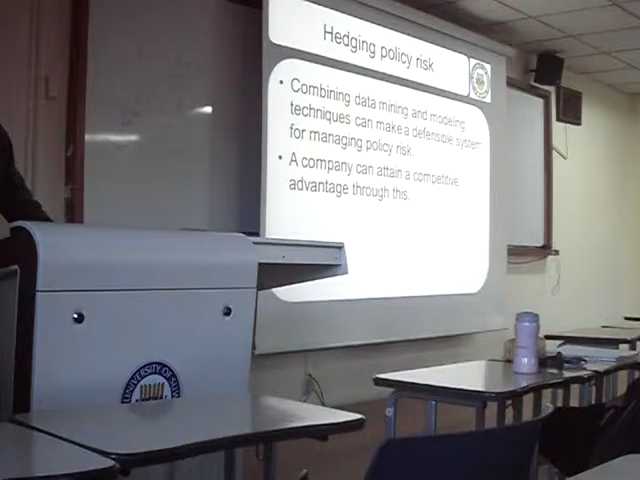 Hedging policy risk
• Combining data mining and modeling
techniques can make a defensible system
for managing policy risk.
• A company can attain a competitive
advantage through this.
UNIVERSITY OF SUW